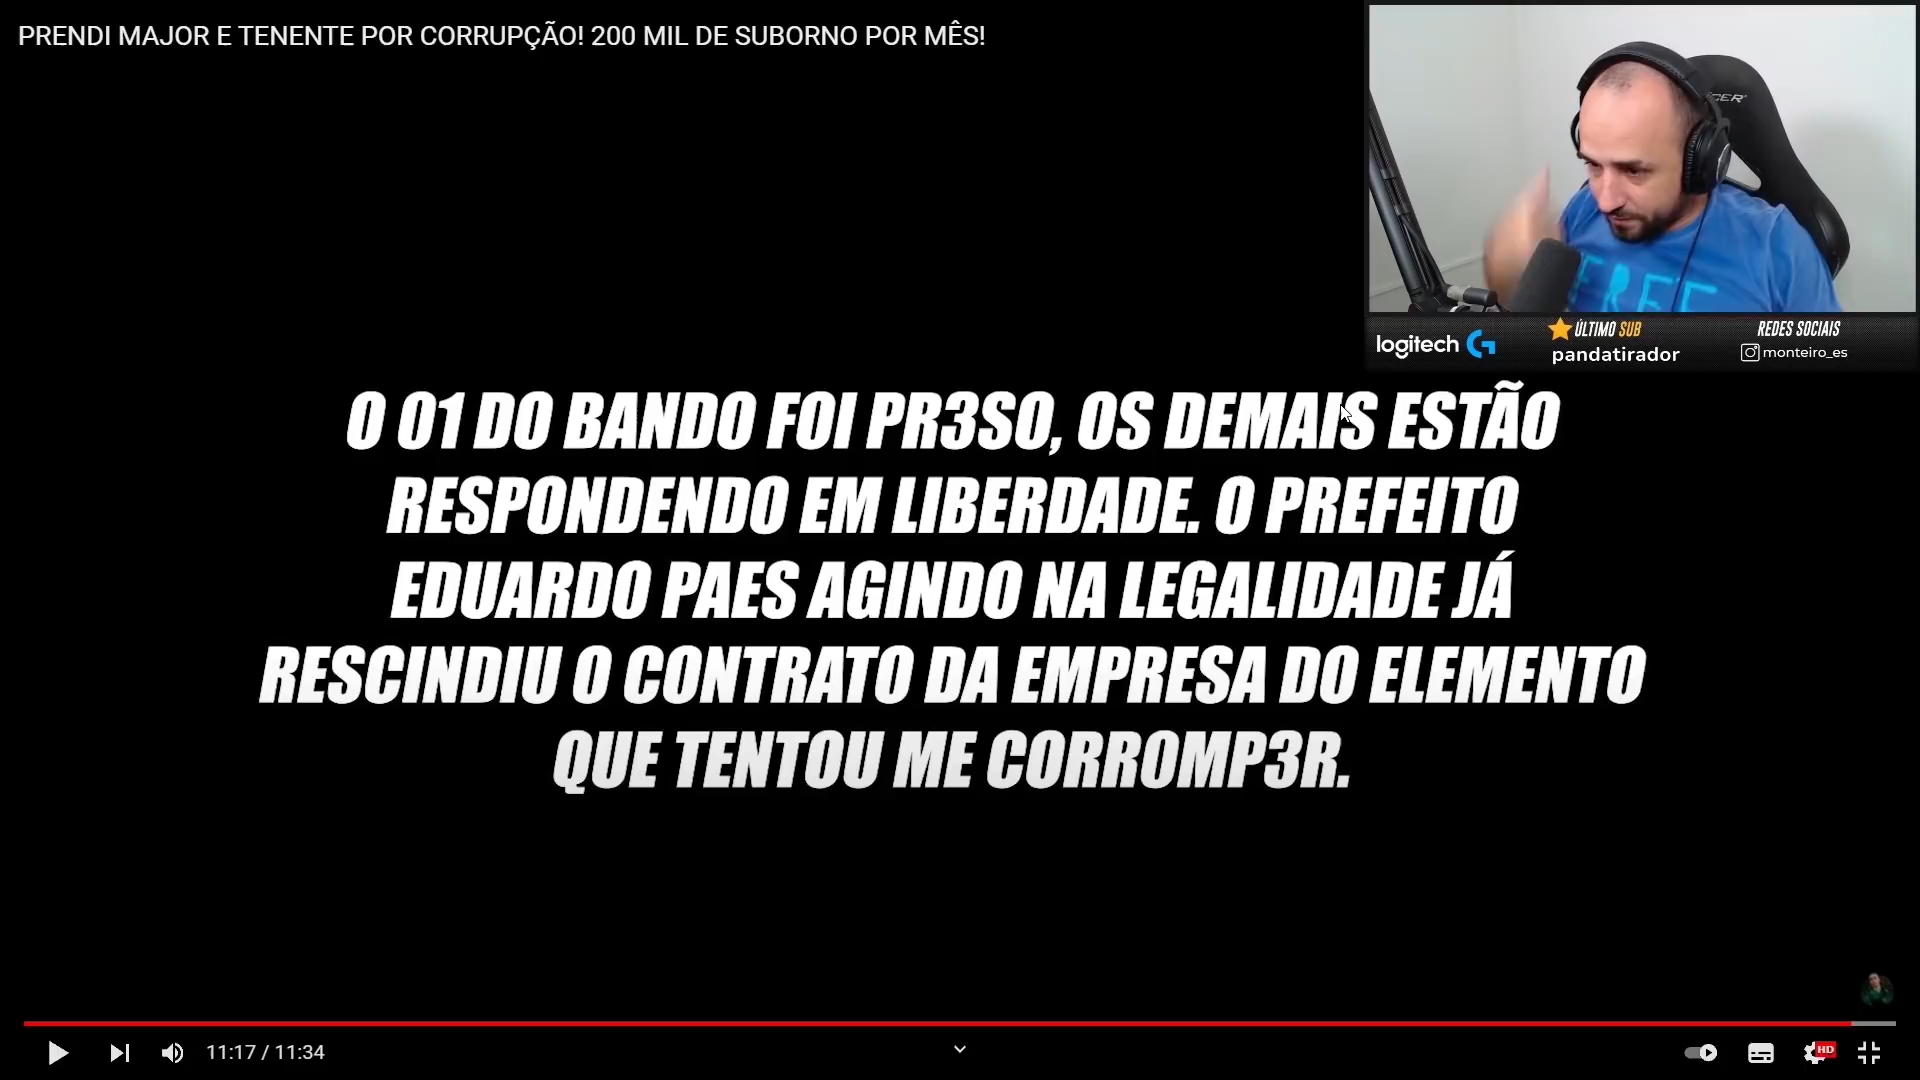 PRENDI MAJOR E TENENTE POR CORRUPÇÃO! 200 MIL DE SUBORNO POR MÊS!
logitech G
ÚLTIMO SUB
pandatirador
REDES SOCIAIS
monteiro_es
O 01 DO BANDO FOI PR3SO, OS DEMAIS ESTÃO
RESPONDENDO EM LIBERDADE. O PREFEITO
EDUARDO PAES AGINDO NA LEGALIDADE JÁ
RESCINDIU O CONTRATO DA EMPRESA DO ELEMENTO
QUE TENTOU ME CORROMP3R.
11:17 / 11:34
HD